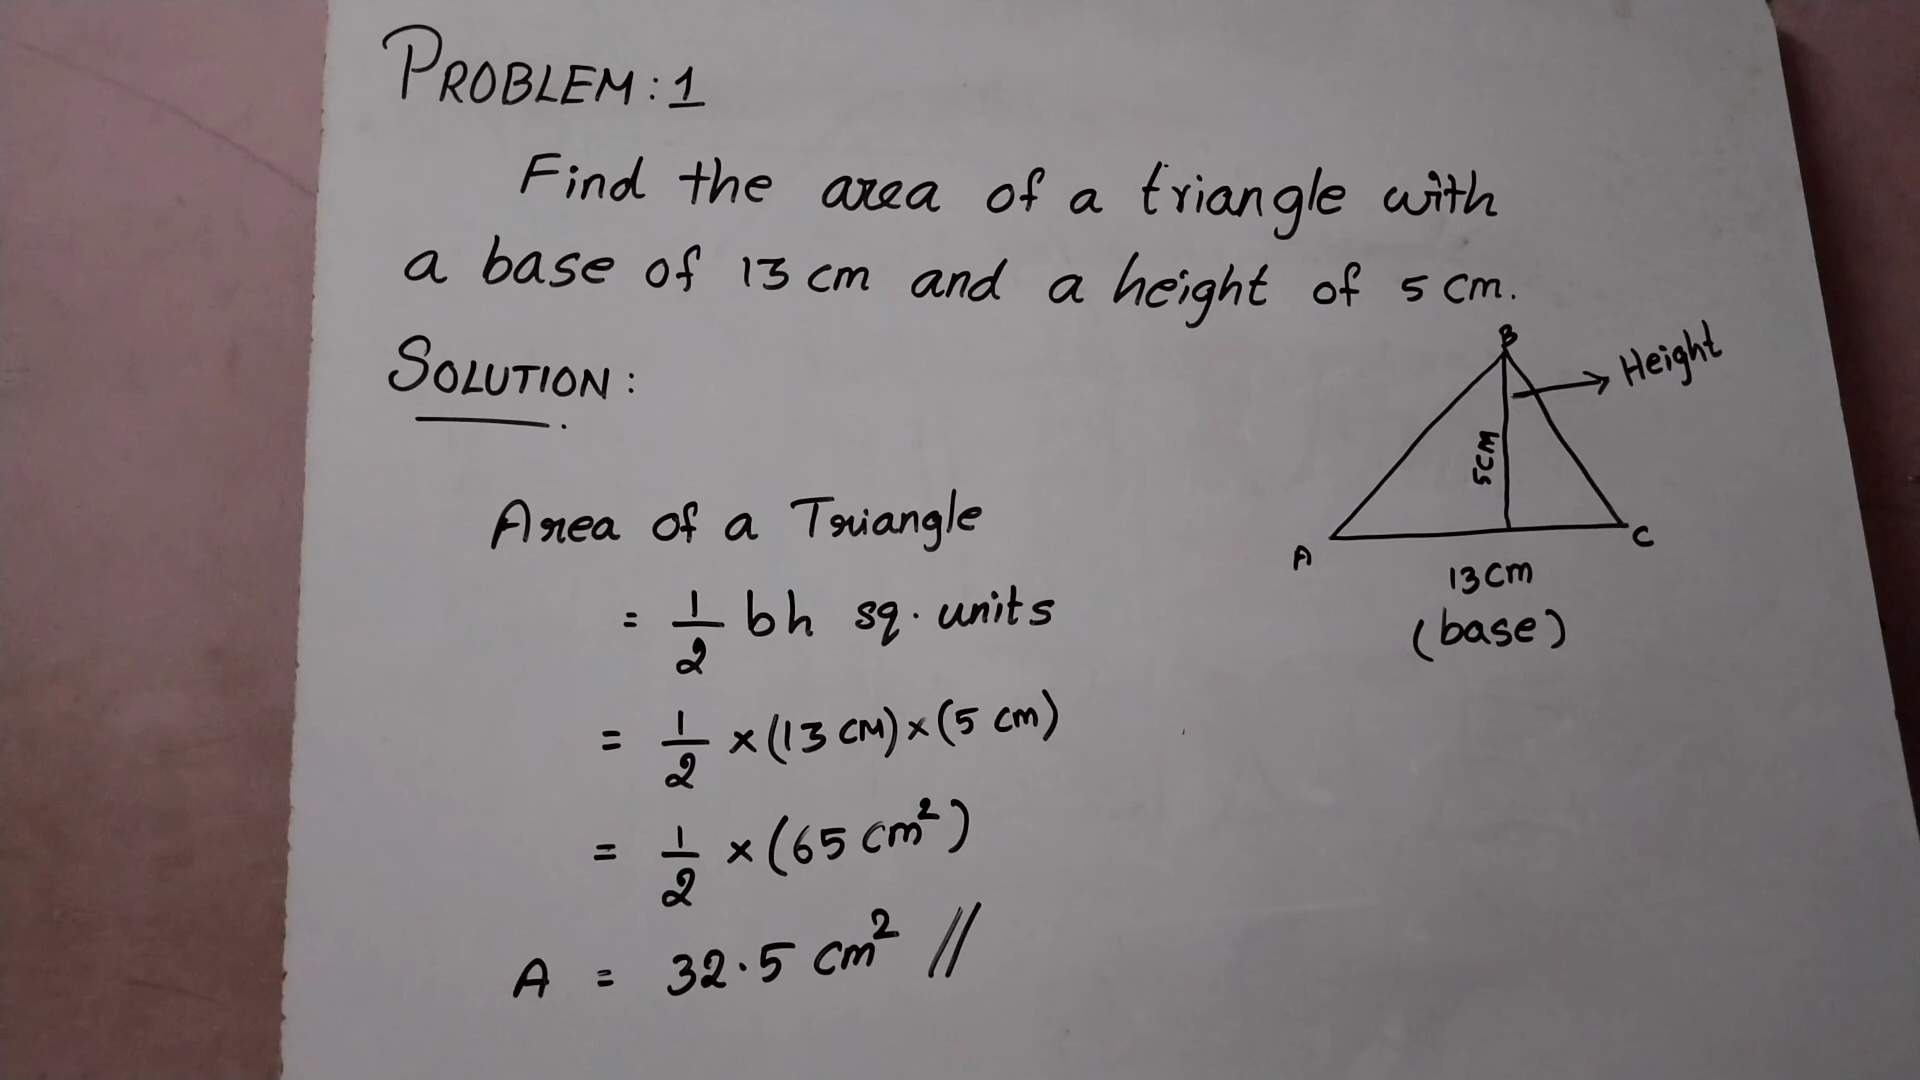 PROBLEM: 1
Find the area of a triangle with
a base of 13 cm and a height of 5 cm.
SOLUTION:
B
Height
5cm
A
C
13cm
(base)
Area of a Triangle
= 1/2 bh sq. units
= 1/2 × (13 cm) × (5 cm)
= 1/2 × (65 cm²)
A = 32.5 cm² //